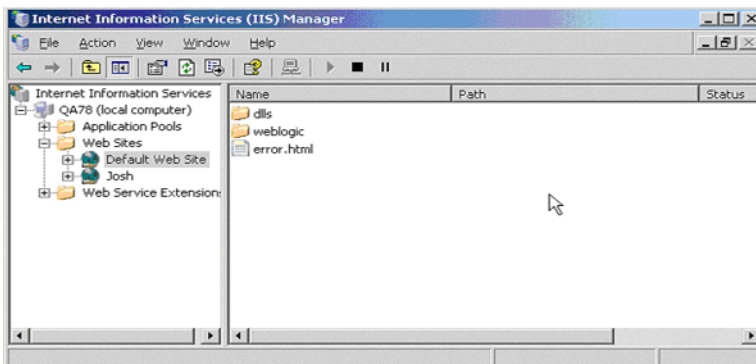 Internet Information Services (IIS) Manager
File Action View Window Help
Internet Information Services
QA78 (local computer)
Application Pools
Web Sites
Default Web Site
Josh
Web Service Extension
Name Path Status
dlls
weblogic
error.html